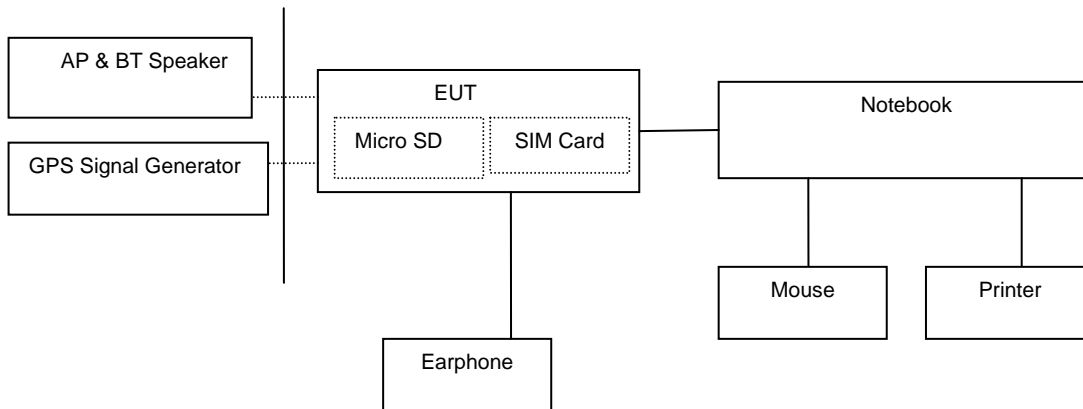 AP & BT Speaker
GPS Signal Generator
EUT
Micro SD
SIM Card
Notebook
Mouse
Printer
Earphone